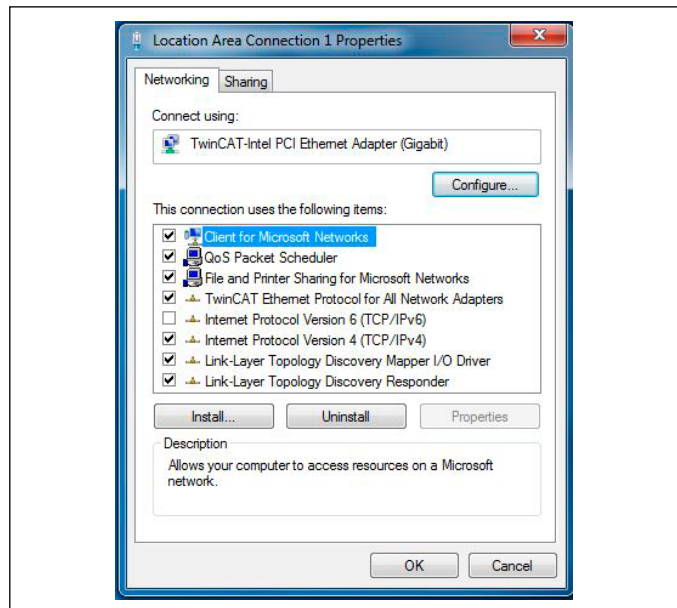 Location Area Connection 1 Properties
Networking
Sharing
Connect using:
TwinCAT-Intel PCI Ethernet Adapter (Gigabit)
Configure...
This connection uses the following items:
Client for Microsoft Networks
QoS Packet Scheduler
File and Printer Sharing for Microsoft Networks
TwinCAT Ethernet Protocol for All Network Adapters
Internet Protocol Version 6 (TCP/IPv6)
Internet Protocol Version 4 (TCP/IPv4)
Link-Layer Topology Discovery Mapper I/O Driver
Link-Layer Topology Discovery Responder
Install...
Uninstall
Properties
Description
Allows your computer to access resources on a Microsoft
network.
OK
Cancel